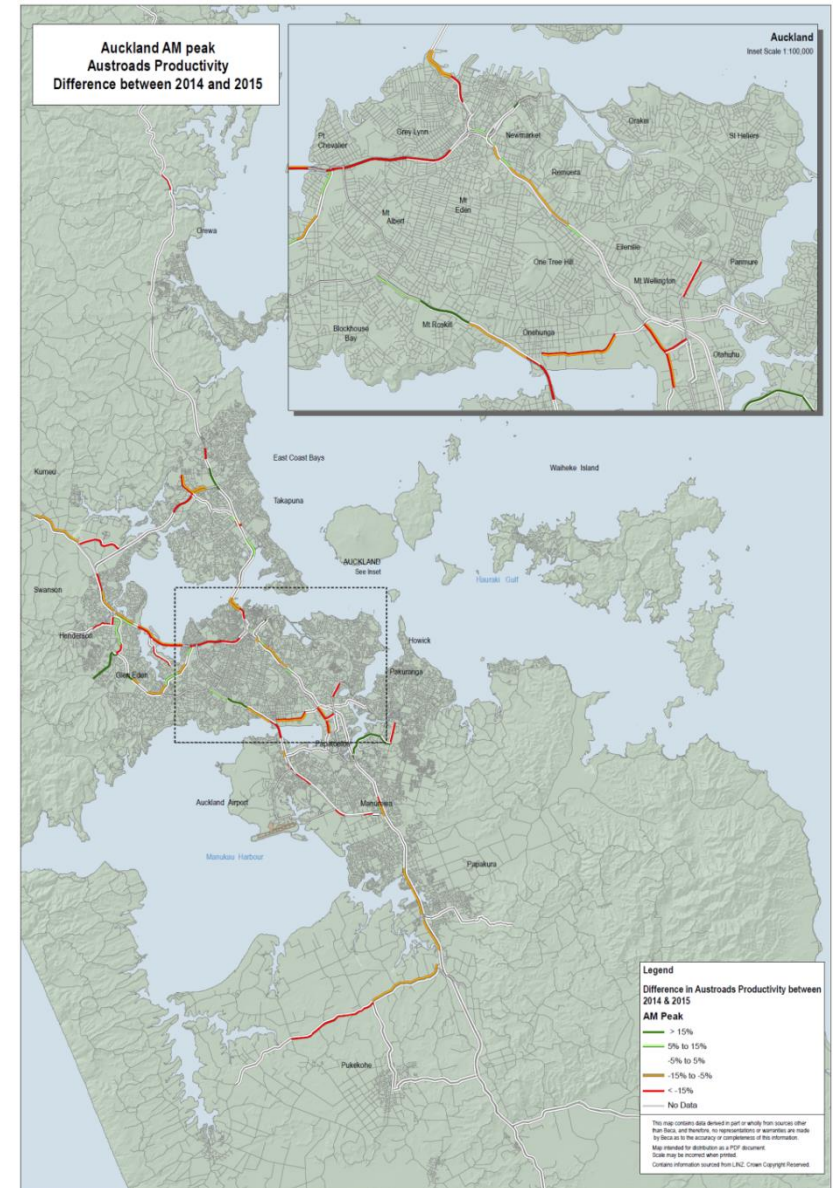 Auckland AM peak
Austroads Productivity
Difference between 2014 and 2015
Auckland
Inset Scale 1:100,000
Pt
Chevalier
Grey Lynn
Newmarket
Orakei
St Heliers
Remuera
Mt
Albert
Mt
Eden
One Tree Hill
Ellerslie
Mt Wellington
Panmure
Blockhouse
Bay
Mt Roskill
Onehunga
Otahuhu
Orewa
East Coast Bays
Kumeu
Takapuna
Waiheke Island
AUCKLAND
See Inset
Hauraki Gulf
Swanson
Henderson
Howick
Glen Eden
Pakuranga
Papatoetoe
Auckland Airport
Manurewa
Manukau Harbour
Papakura
Pukekohe
Legend
Difference in Austroads Productivity between
2014 & 2015
AM Peak
> 15%
5% to 15%
-5% to 5%
-15% to -5%
< -15%
No Data
This map contains data derived in part or wholly from sources other
than Beca, and therefore, no representations or warranties are made
by Beca as to the accuracy or completeness of this information.
Map intended for distribution as a PDF document.
Scale may be incorrect when printed.
Contains information sourced from LINZ. Crown Copyright Reserved.